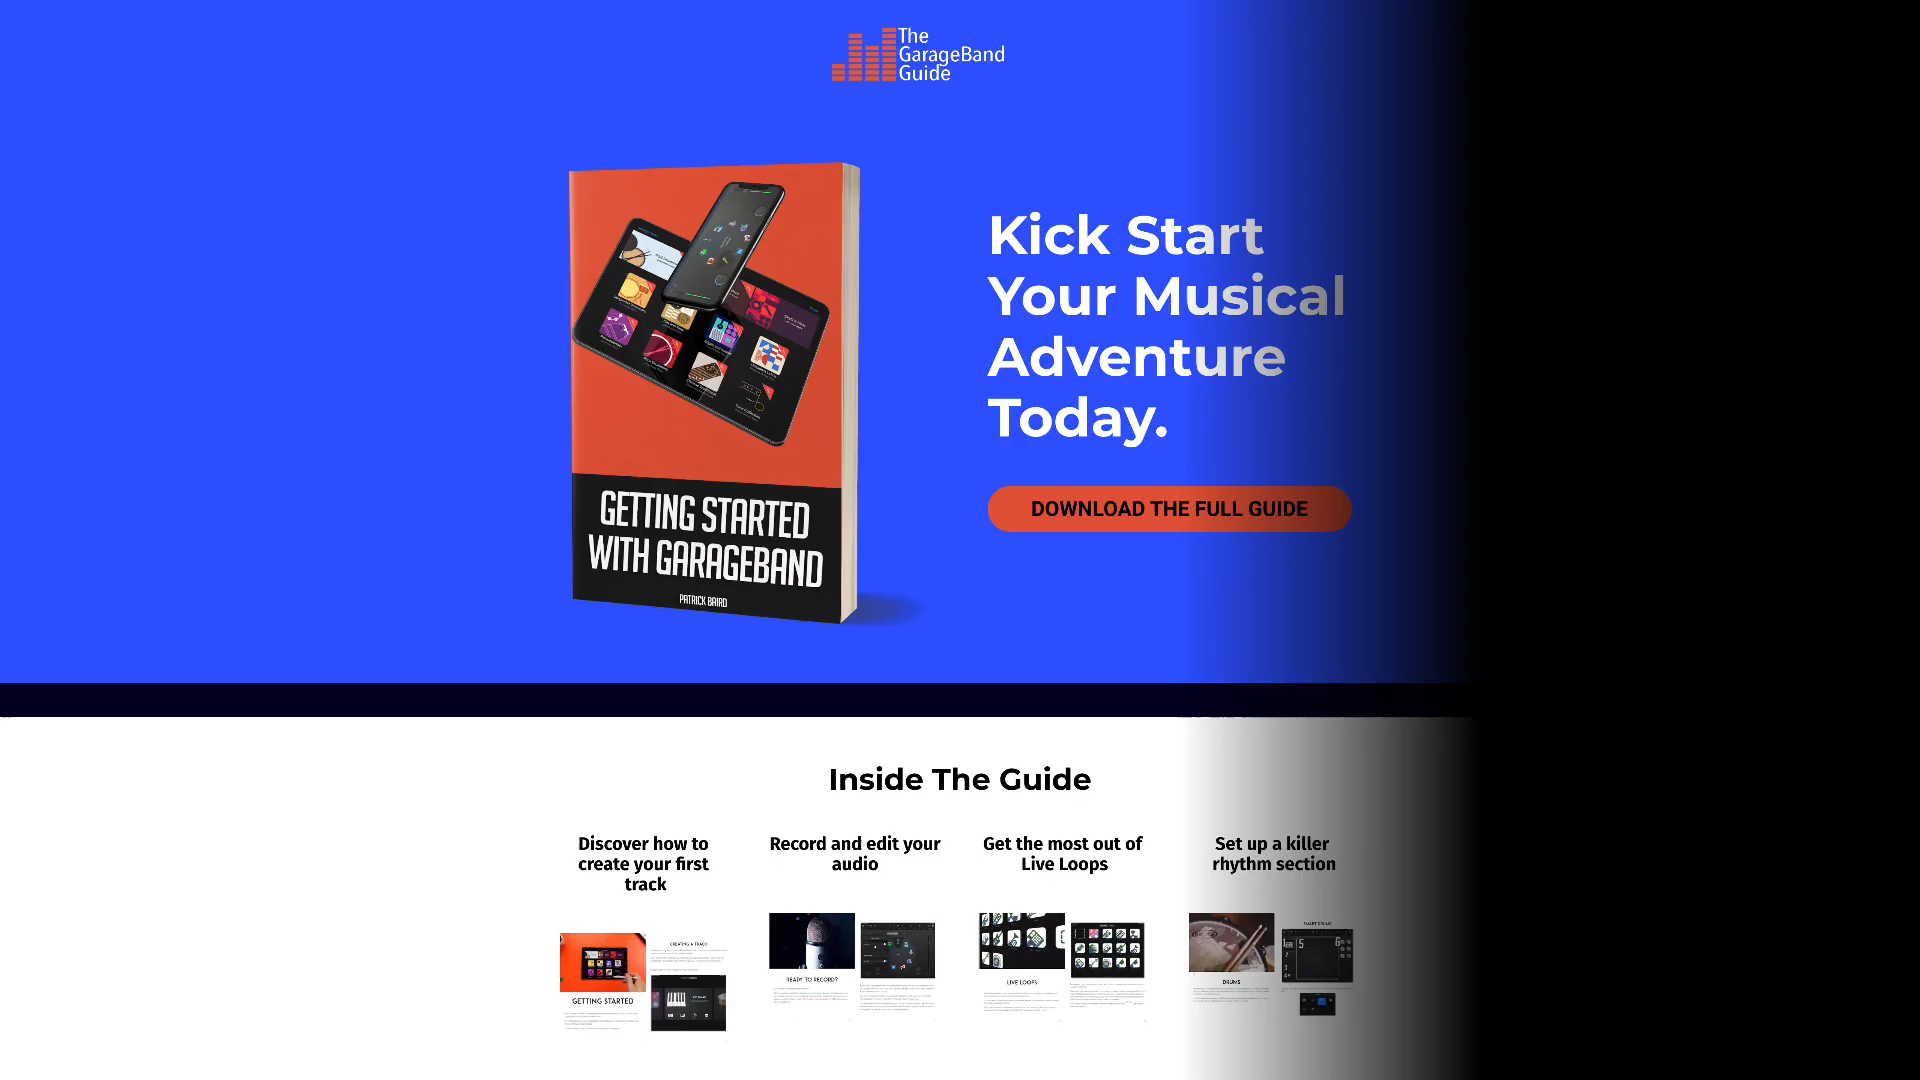 The
GarageBand
Guide
Kick Start
Your Musical
Adventure
Today.
DOWNLOAD THE FULL GUIDE
GETTING STARTED
WITH GARAGEBAND
PATRICK BAIRD
Inside The Guide
Discover how to
create your first
track
Record and edit your
audio
Get the most out of
Live Loops
Set up a killer
rhythm section
CREATING A TRACK
GETTING STARTED
READY TO RECORD?
LIVE LOOPS
SMART DRUMS
DRUMS